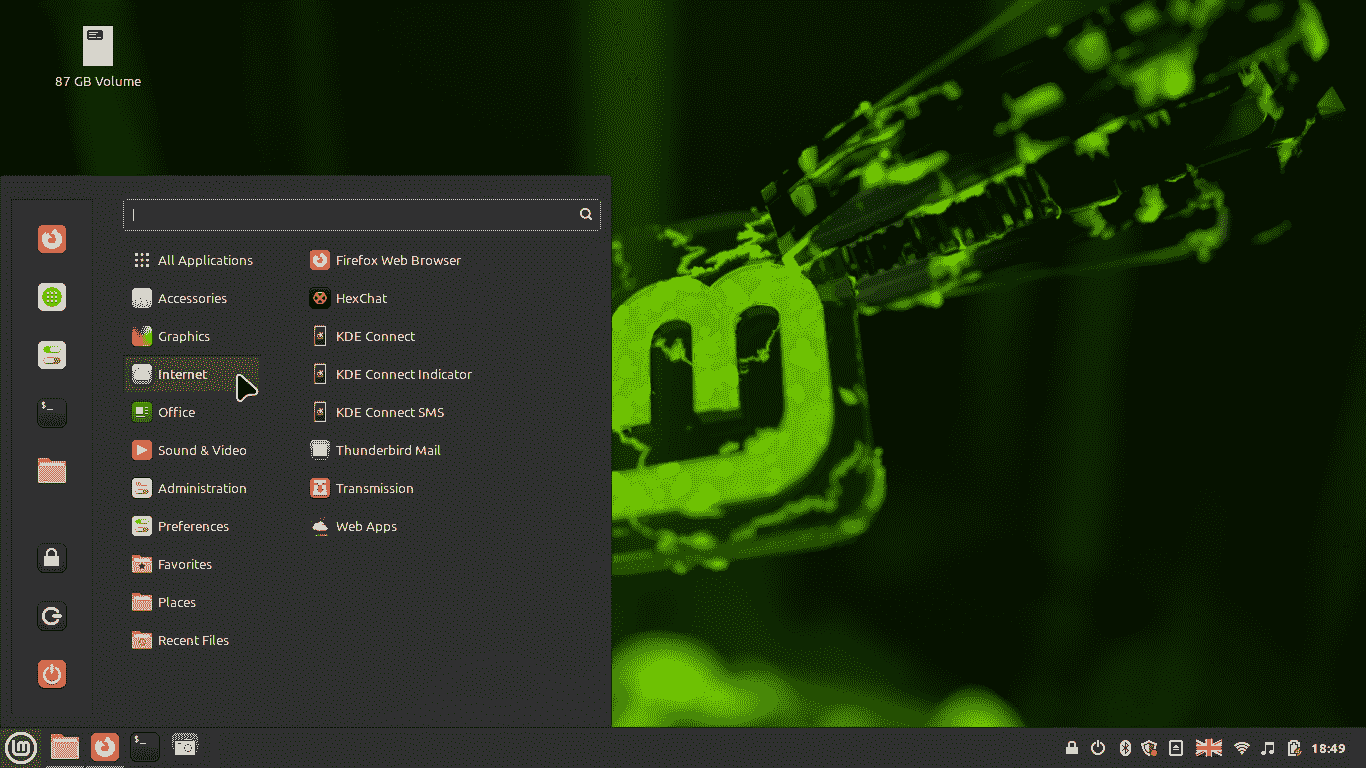 87 GB Volume
All Applications
Accessories
Graphics
Internet
Office
Sound & Video
Administration
Preferences
Favorites
Places
Recent Files
Firefox Web Browser
HexChat
KDE Connect
KDE Connect Indicator
KDE Connect SMS
Thunderbird Mail
Transmission
Web Apps
$_
$_
18:49